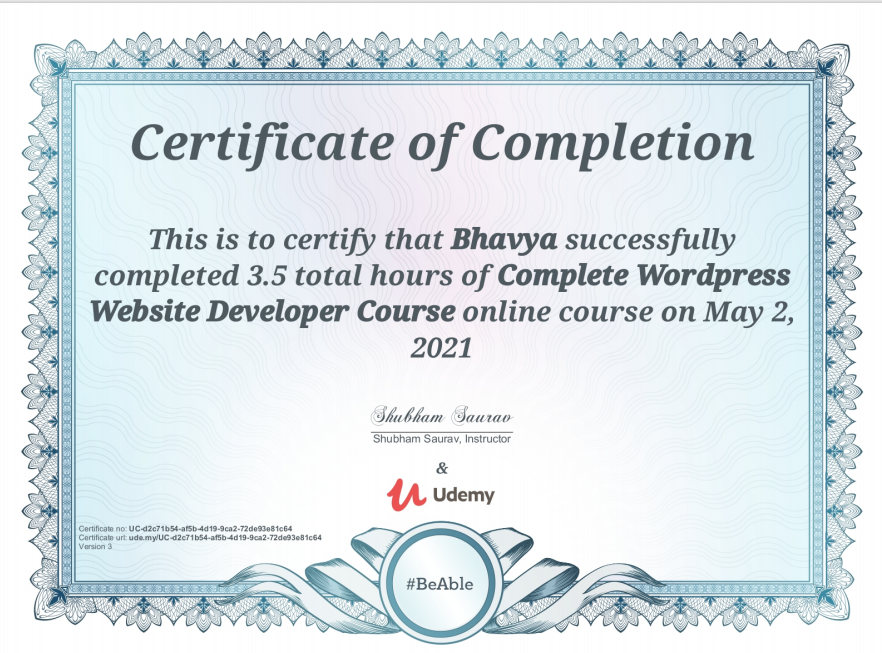 Certificate of Completion
This is to certify that Bhavya successfully
completed 3.5 total hours of Complete Wordpress
Website Developer Course online course on May 2,
2021
Shubham Saurav
Shubham Saurav, Instructor
&
Udemy
Certificate no: UC-d2c71b54-af5b-4d19-9ca2-72de93e81c64
Certificate url: ude.my/UC-d2c71b54-af5b-4d19-9ca2-72de93e81c64
Version 3
#BeAble